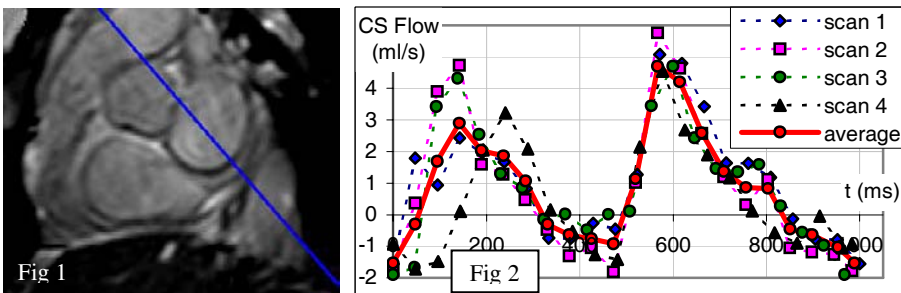 Fig 1
CS Flow
(ml/s)
4
3
2
1
0
-1
-2
200
400
600
800
1000
t (ms)
Fig 2
scan 1
scan 2
scan 3
scan 4
average